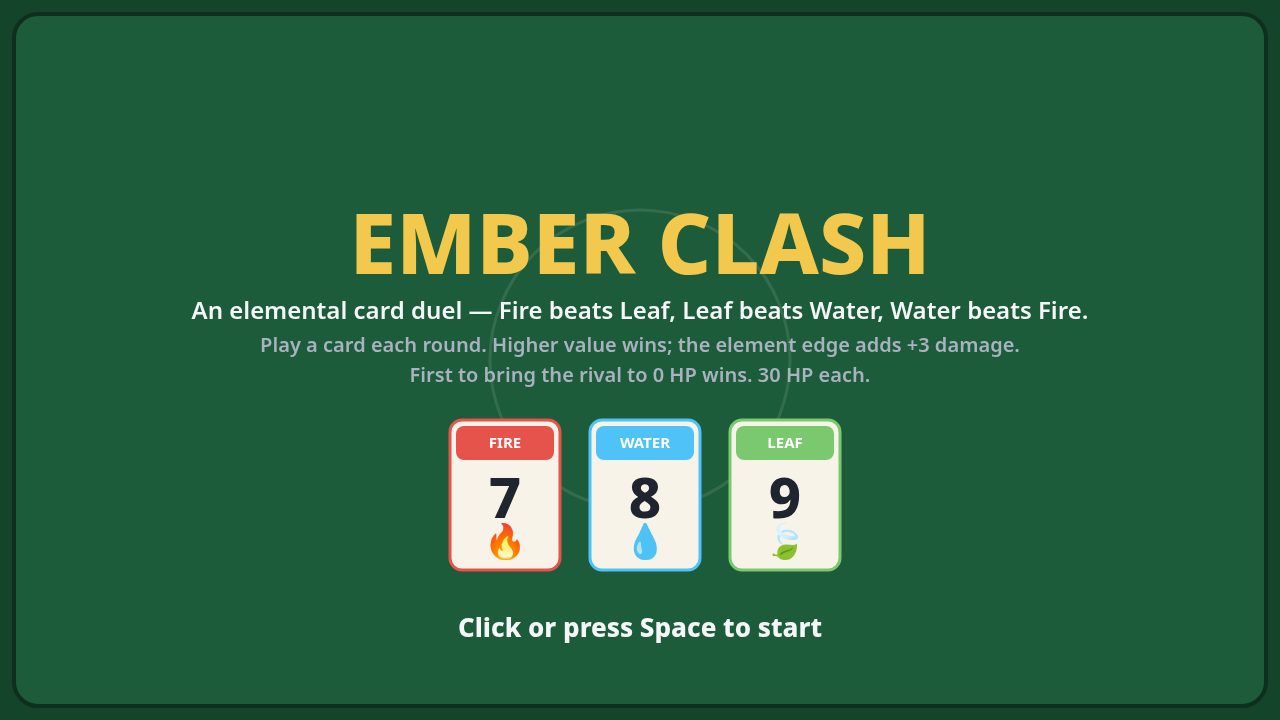 EMBER CLASH
An elemental card duel — Fire beats Leaf, Leaf beats Water, Water beats Fire.
Play a card each round. Higher value wins; the element edge adds +3 damage.
First to bring the rival to 0 HP wins. 30 HP each.
FIRE
7
WATER
8
LEAF
9
Click or press Space to start